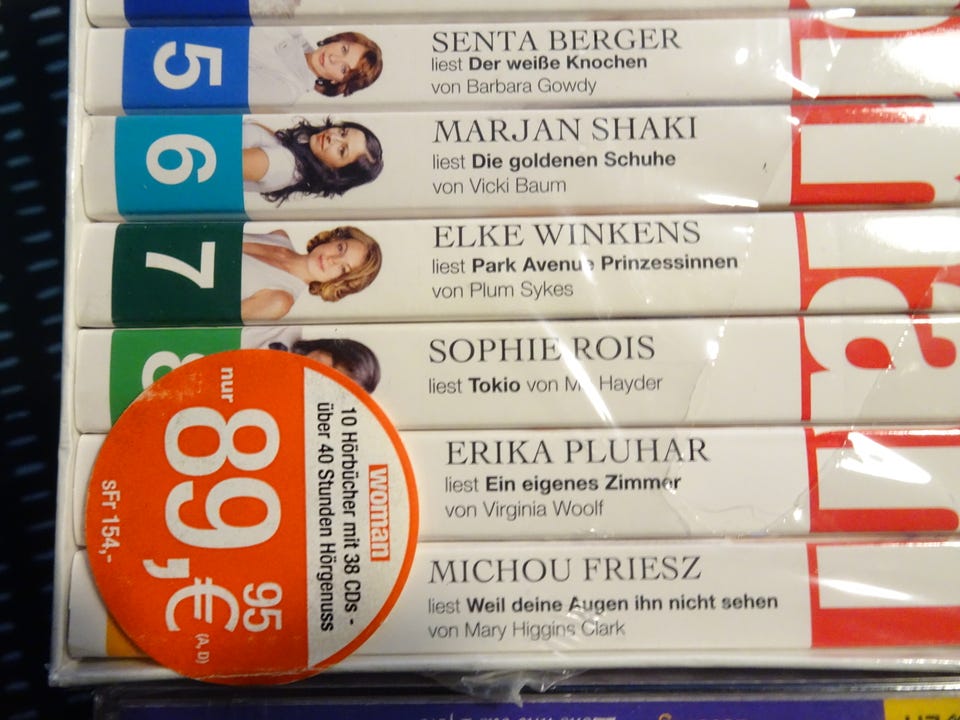 5
SENTA BERGER
liest Der weiße Knochen
von Barbara Gowdy
6
MARJAN SHAKI
liest Die goldenen Schuhe
von Vicki Baum
7
ELKE WINKENS
liest Park Avenue Prinzessinnen
von Plum Sykes
8
SOPHIE ROIS
liest Tokio von Hayder
ERIKA PLUHAR
liest Ein eigenes Zimmer
von Virginia Woolf
MICHOU FRIESZ
liest Weil deine Augen ihn nicht sehen
von Mary Higgins Clark
woman
10 Hörbücher mit 38 CDs -
über 40 Stunden Hörgenuss
nur 89,95 € (A, D)
sFr 154,-